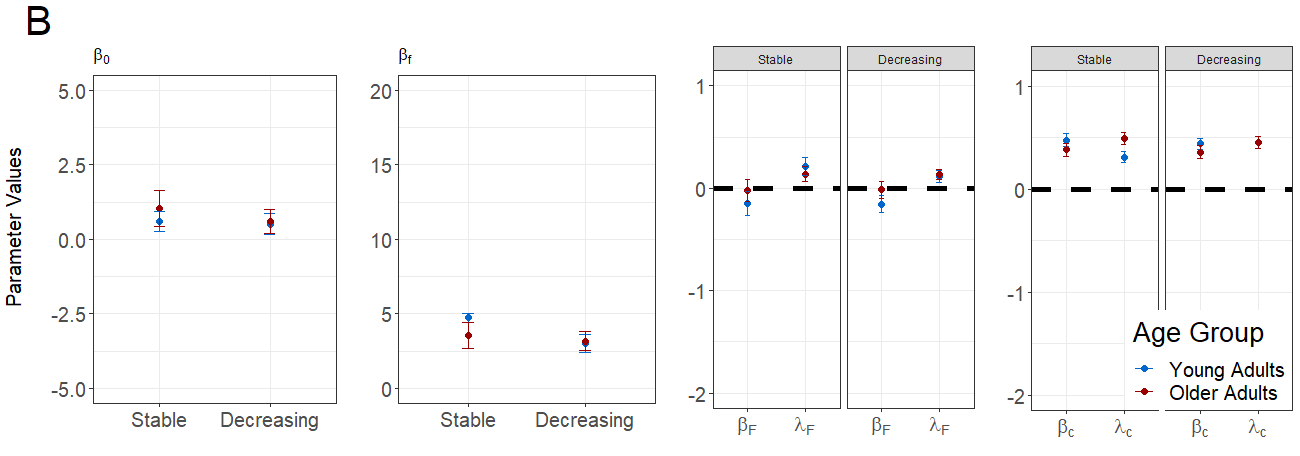 B
β0
βf
Parameter Values
5.0
2.5
0.0
-2.5
-5.0
Stable
Decreasing
20
15
10
5
0
Stable
Decreasing
Stable
Decreasing
1
0
-1
-2
βF
λF
βF
λF
Stable
Decreasing
1
0
-1
-2
βc
λc
βc
λc
Age Group
Young Adults
Older Adults